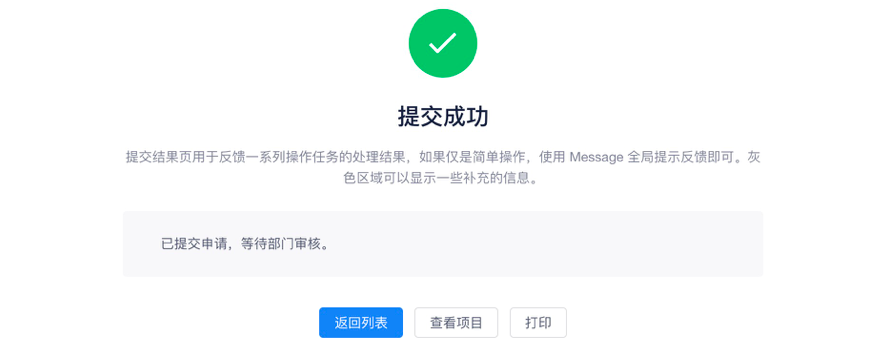 提交成功
提交结果页用于反馈一系列操作任务的处理结果，如果仅是简单操作，使用 Message 全局提示反馈即可。灰
色区域可以显示一些补充的信息。
已提交申请，等待部门审核。
返回列表
查看项目
打印